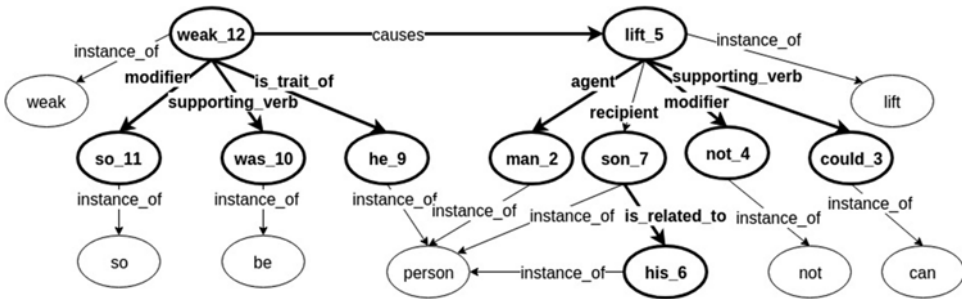 weak_12 causes lift_5
instance_of instance_of
modifier is_trait_of agent supporting_verb
weak supporting_verb recipient modifier lift
so_11 was_10 he_9 man_2 son_7 not_4 could_3
instance_of instance_of instance_of instance_of instance_of is_related_to instance_of instance_of
so be person instance_of his_6 not can